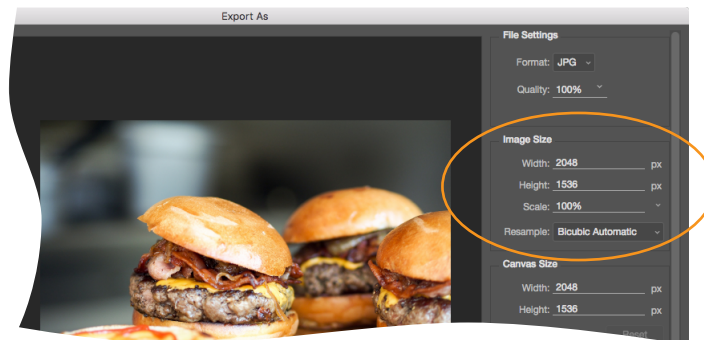 Export As
File Settings
Format: JPG
Quality: 100%
Image Size
Width: 2048 px
Height: 1536 px
Scale: 100%
Resample: Bicubic Automatic
Canvas Size
Width: 2048 px
Height: 1536 px
Reset